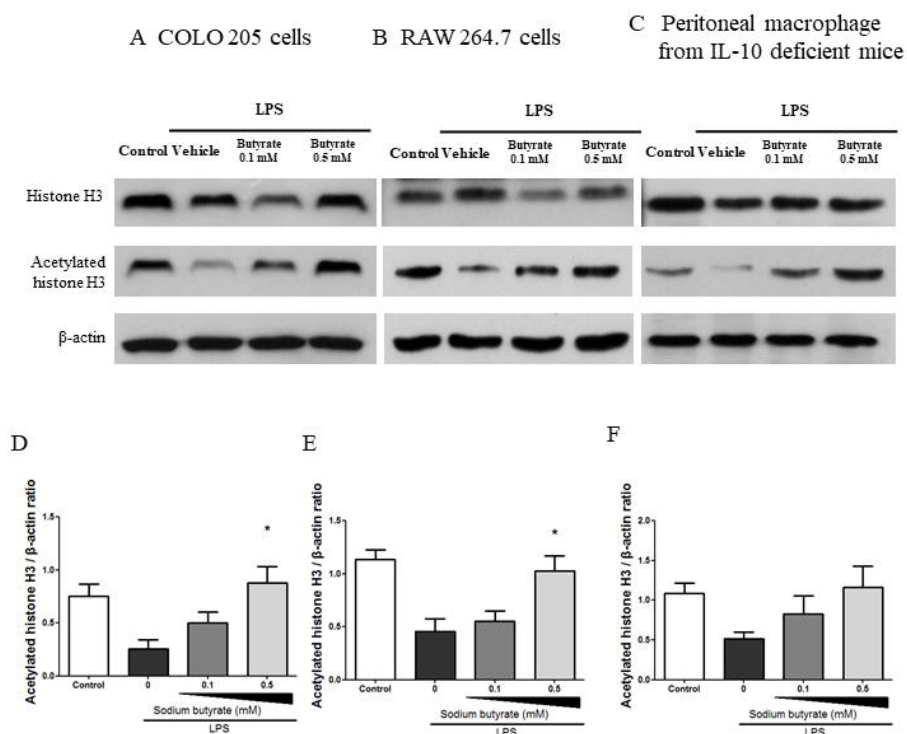 A COLO 205 cells
B RAW 264.7 cells
C Peritoneal macrophage
from IL-10 deficient mice
LPS
LPS
LPS
Control Vehicle Butyrate 0.1 mM Butyrate 0.5 mM
Control Vehicle Butyrate 0.1 mM Butyrate 0.5 mM
Control Vehicle Butyrate 0.1 mM Butyrate 0.5 mM
Histone H3
Acetylated
histone H3
β-actin
D
Acetylated histone H3 / β-actin ratio
1.5
1.0
0.5
0.0
*
Control 0 0.1 0.5
Sodium butyrate (mM)
LPS
E
Acetylated histone H3 / β-actin ratio
1.5
1.0
0.5
0.0
*
Control 0 0.1 0.5
Sodium butyrate (mM)
LPS
F
Acetylated histone H3 / β-actin ratio
2.0
1.5
1.0
0.5
0.0
Control 0 0.1 0.5
Sodium butyrate (mM)
LPS